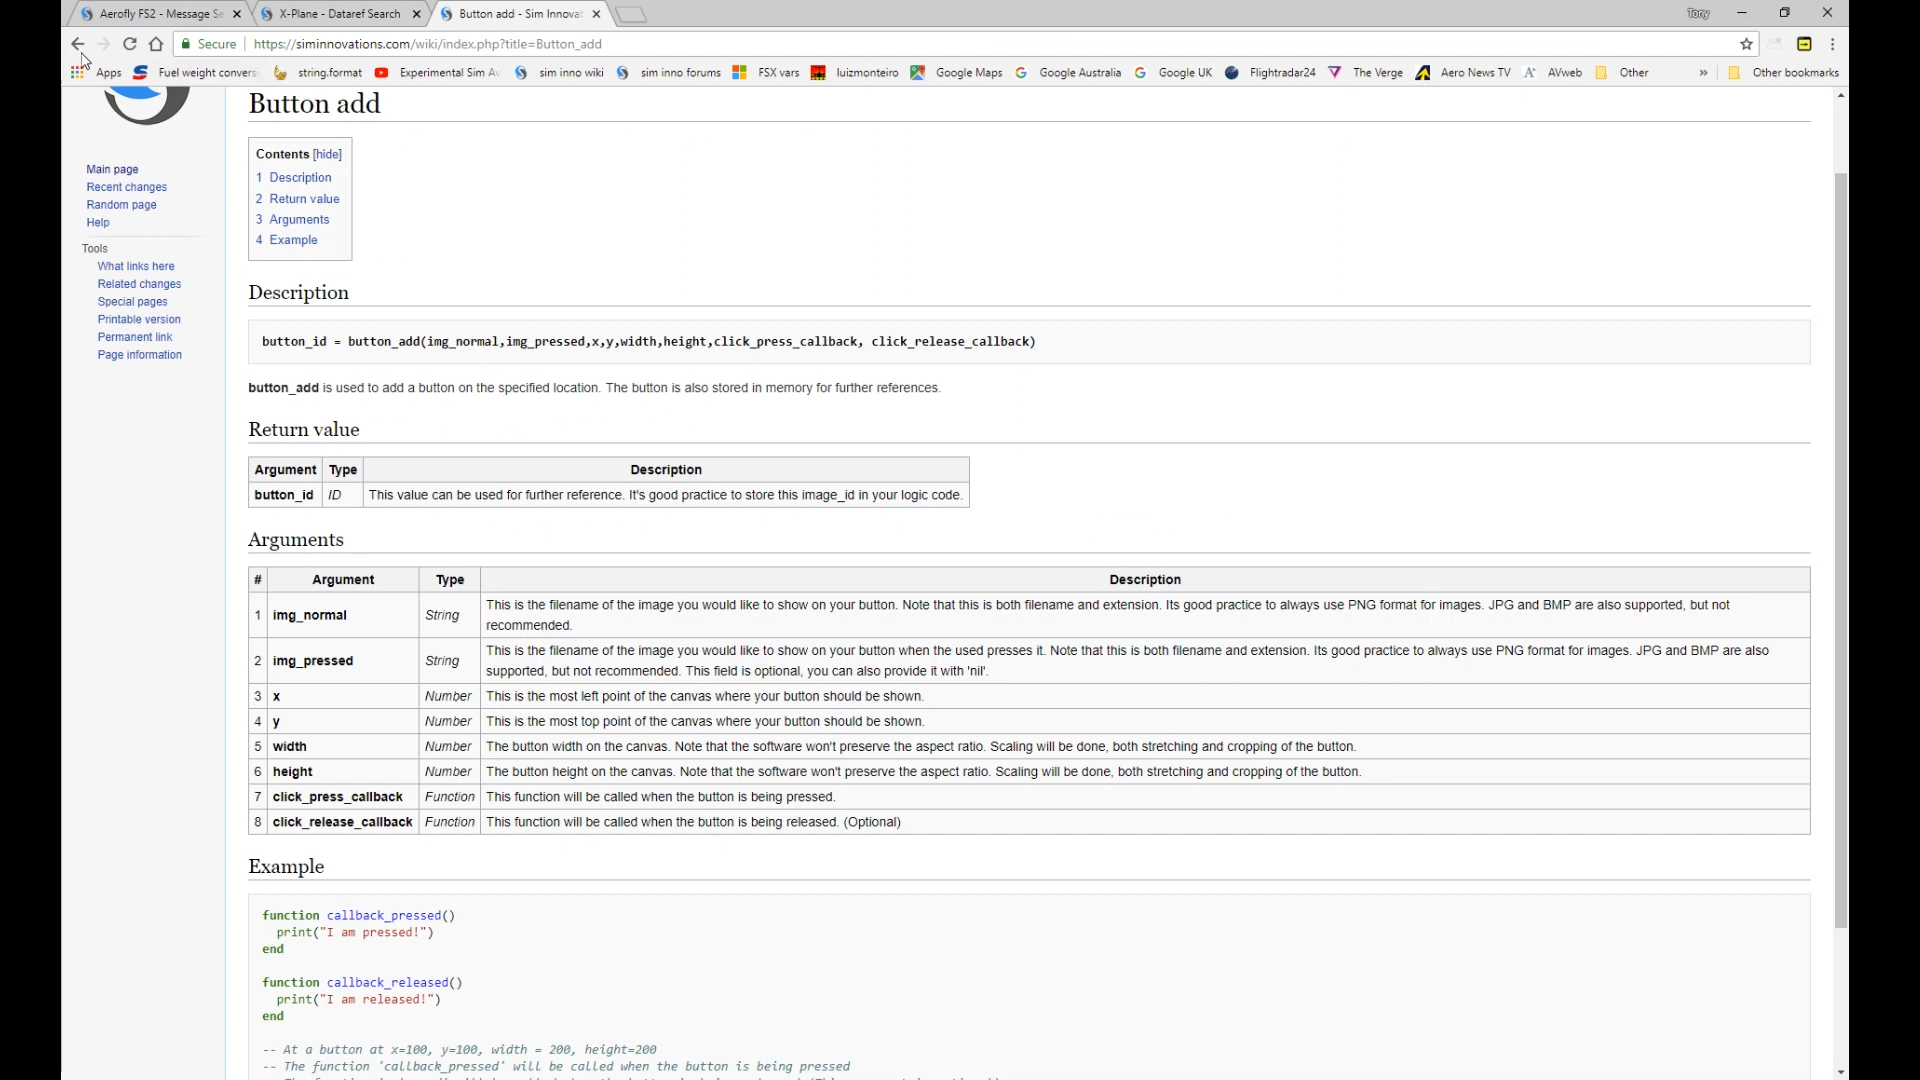 Aerofly FS2 - Message Se
X-Plane - Dataref Search
Button add - Sim Innovat
Tony
Secure
https://siminnovations.com/wiki/index.php?title=Button_add
Apps
Fuel weight convers
string.format
Experimental Sim Av
sim inno wiki
sim inno forums
FSX vars
luizmonteiro
Google Maps
Google Australia
Google UK
Flightradar24
The Verge
Aero News TV
AVweb
Other
»
Other bookmarks
Main page
Recent changes
Random page
Help
Tools
What links here
Related changes
Special pages
Printable version
Permanent link
Page information
Button add
Contents [hide]
1 Description
2 Return value
3 Arguments
4 Example
Description
button_id = button_add(img_normal,img_pressed,x,y,width,height,click_press_callback, click_release_callback)
button_add is used to add a button on the specified location. The button is also stored in memory for further references.
Return value
Argument Type Description
button_id ID This value can be used for further reference. It's good practice to store this image_id in your logic code.
Arguments
# Argument Type Description
1 img_normal String This is the filename of the image you would like to show on your button. Note that this is both filename and extension. Its good practice to always use PNG format for images. JPG and BMP are also supported, but not
recommended.
2 img_pressed String This is the filename of the image you would like to show on your button when the used presses it. Note that this is both filename and extension. Its good practice to always use PNG format for images. JPG and BMP are also
supported, but not recommended. This field is optional, you can also provide it with 'nil'.
3 x Number This is the most left point of the canvas where your button should be shown.
4 y Number This is the most top point of the canvas where your button should be shown.
5 width Number The button width on the canvas. Note that the software won't preserve the aspect ratio. Scaling will be done, both stretching and cropping of the button.
6 height Number The button height on the canvas. Note that the software won't preserve the aspect ratio. Scaling will be done, both stretching and cropping of the button.
7 click_press_callback Function This function will be called when the button is being pressed.
8 click_release_callback Function This function will be called when the button is being released. (Optional)
Example
function callback_pressed()
print("I am pressed!")
end
function callback_released()
print("I am released!")
end
-- At a button at x=100, y=100, width = 200, height=200
-- The function 'callback_pressed' will be called when the button is being pressed